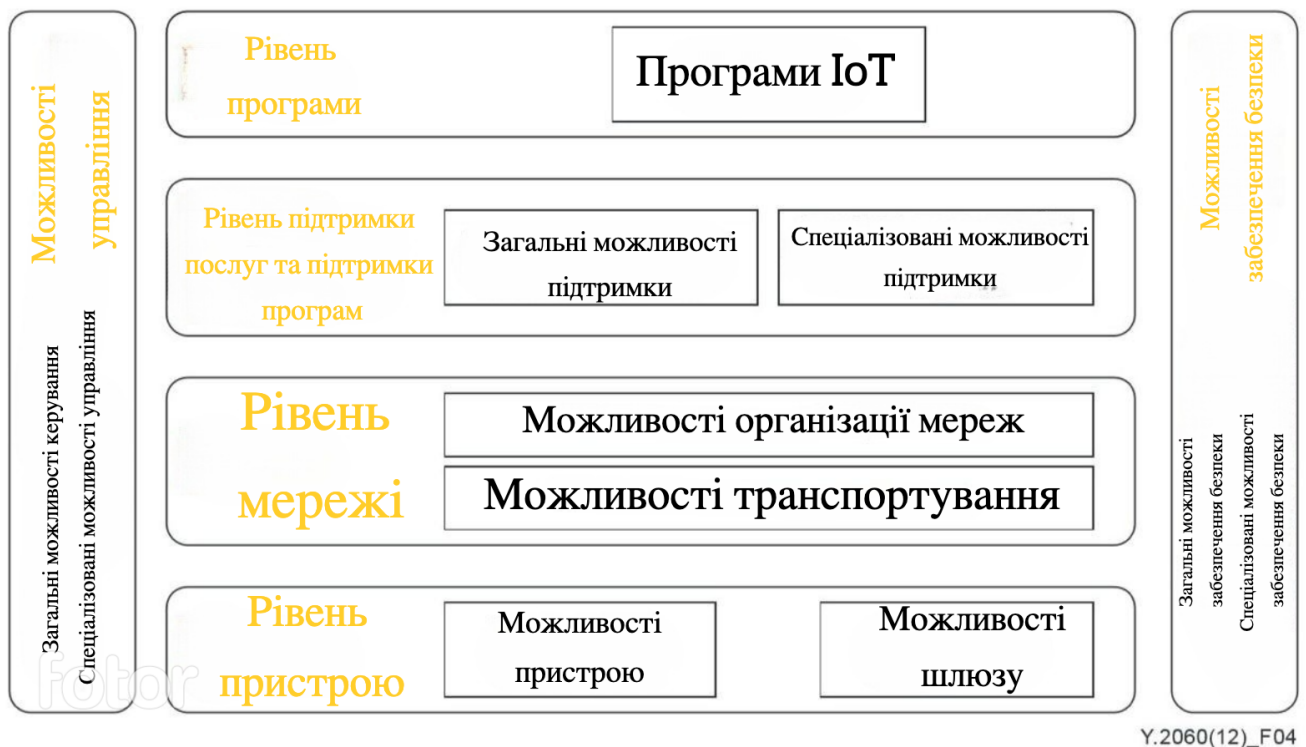 Можливості
управління
Загальні можливості керування
Спеціалізовані можливості управління
Рівень
програми
Програми IoT
Рівень підтримки
послуг та підтримки
програм
Загальні можливості
підтримки
Спеціалізовані можливості
підтримки
Рівень
мережі
Можливості організації мереж
Можливості транспортування
Рівень
пристрою
Можливості
пристрою
Можливості
шлюзу
Можливості
забезпечення безпеки
Загальні можливості
забезпечення безпеки
Спеціалізовані можливості
забезпечення безпеки
fotor
Y.2060(12)_F04